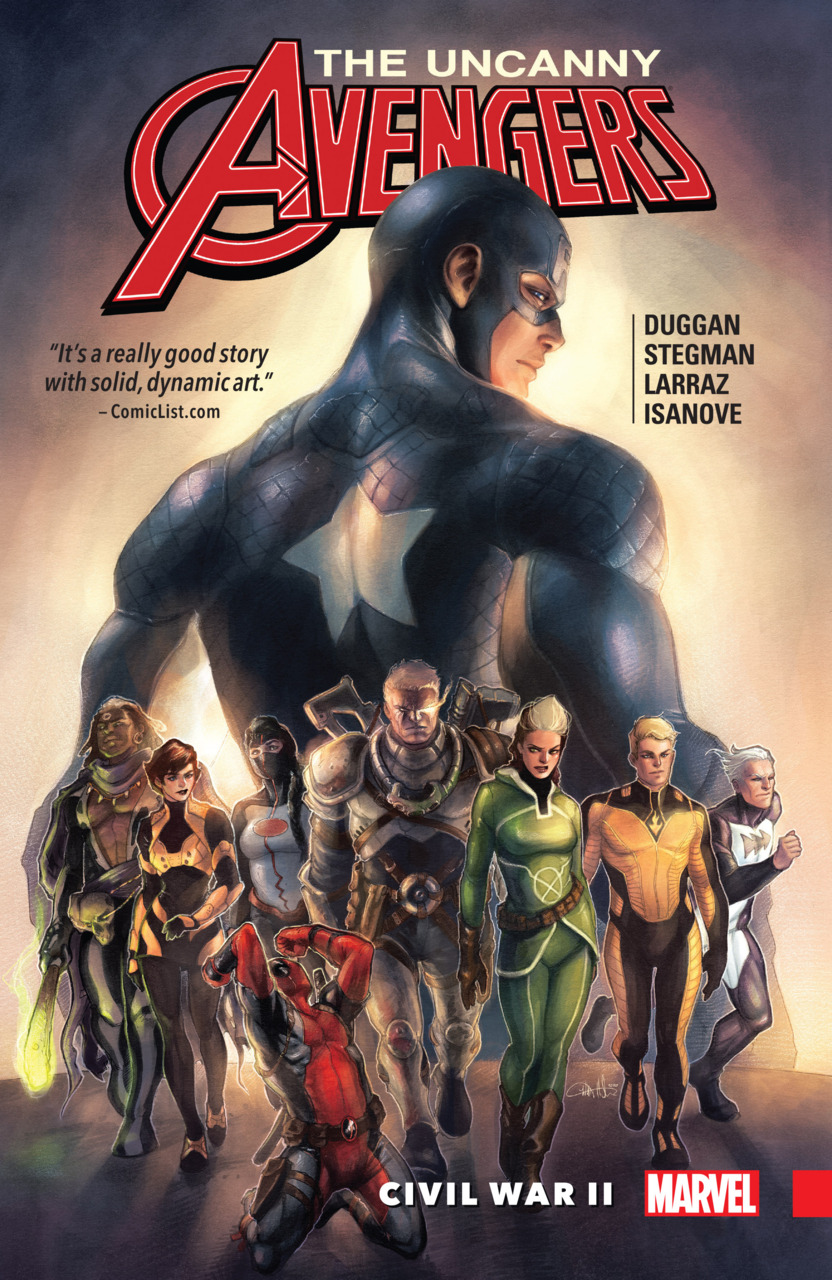 THE UNCANNY
AVENGERS
“It’s a really good story
with solid, dynamic art.”
– ComicList.com
DUGGAN
STEGMAN
LARRAZ
ISANOVE
CIVIL WAR II
MARVEL